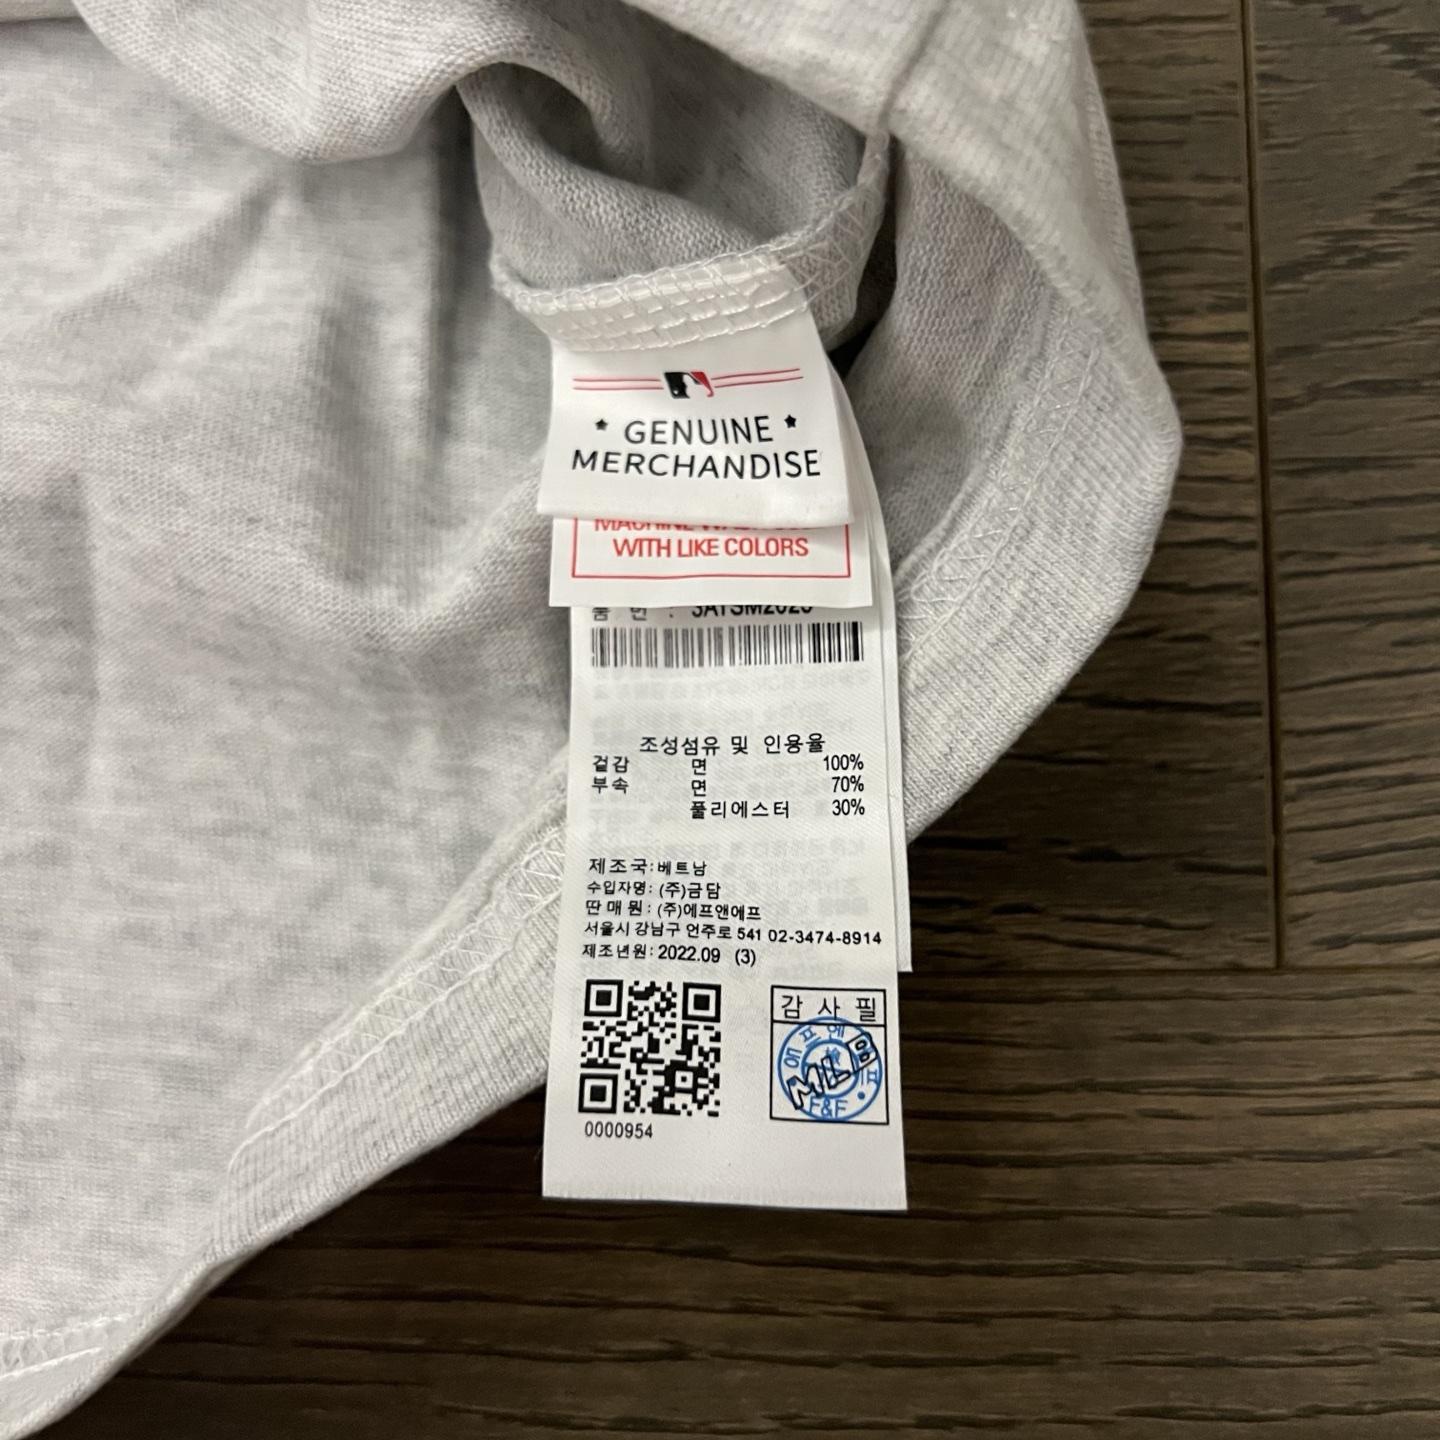 GENUINE
MERCHANDISE
WITH LIKE COLORS
조성섬유 및 인용율
겉감 면 100%
부속 면 70%
풀리에스터 30%
제조국: 베트남
수입자명: (주)금담
딴매원: (주)에프앤에프
서울시 강남구 언주로 541 02-3474-8914
제조년원: 2022.09 (3)
감사필
MLB
F&F
0000954